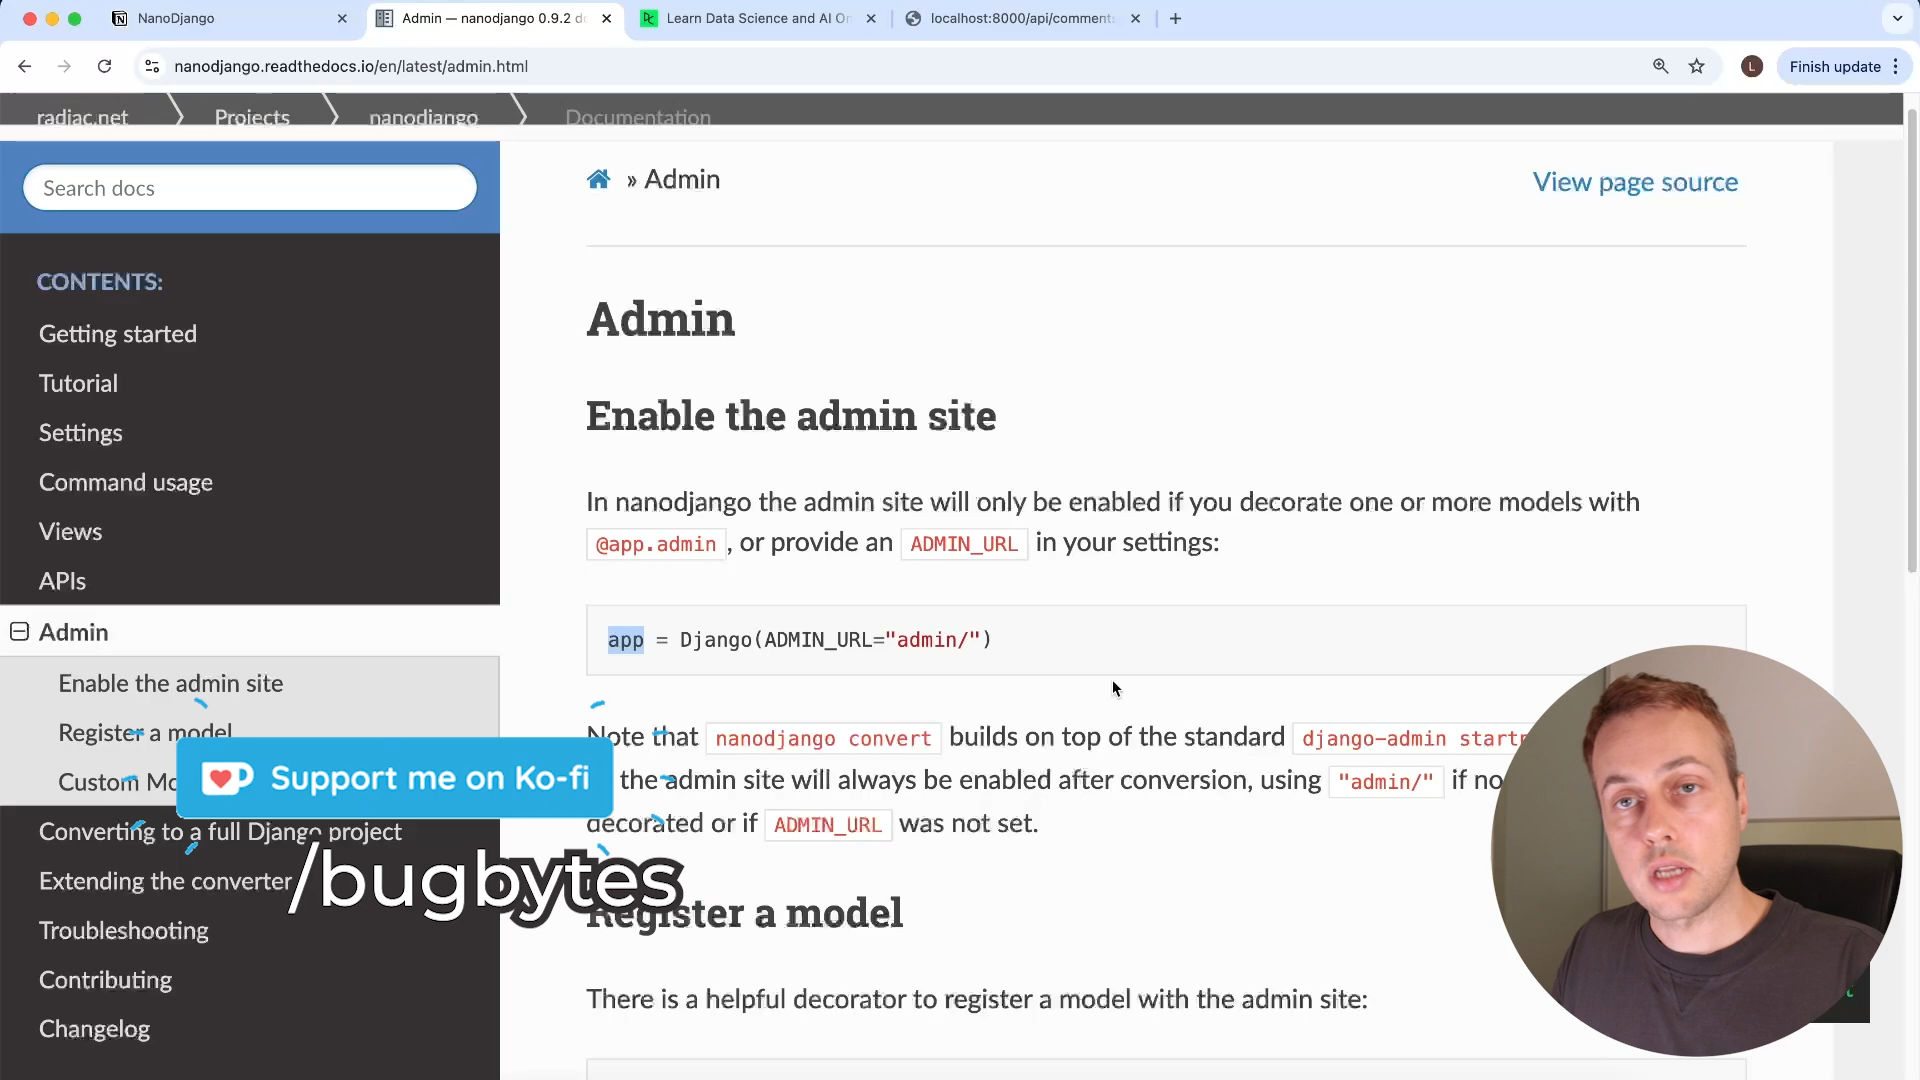 NanoDjango
Admin — nanodjango 0.9.2 d
Learn Data Science and AI On
localhost:8000/api/comment
nanodjango.readthedocs.io/en/latest/admin.html
L
Finish update
radiac.net
Projects
nanodjango
Documentation
Search docs
CONTENTS:
Getting started
Tutorial
Settings
Command usage
Views
APIs
Admin
Enable the admin site
Register a model
Custom Mo
Converting to a full Django project
Extending the converter
Troubleshooting
Contributing
Changelog
» Admin
View page source
Admin
Enable the admin site
In nanodjango the admin site will only be enabled if you decorate one or more models with
@app.admin , or provide an ADMIN_URL in your settings:
app = Django(ADMIN_URL="admin/")
Note that nanodjango convert builds on top of the standard django-admin startp
the admin site will always be enabled after conversion, using "admin/" if no
decorated or if ADMIN_URL was not set.
Register a model
There is a helpful decorator to register a model with the admin site:
Support me on Ko-fi
/bugbytes